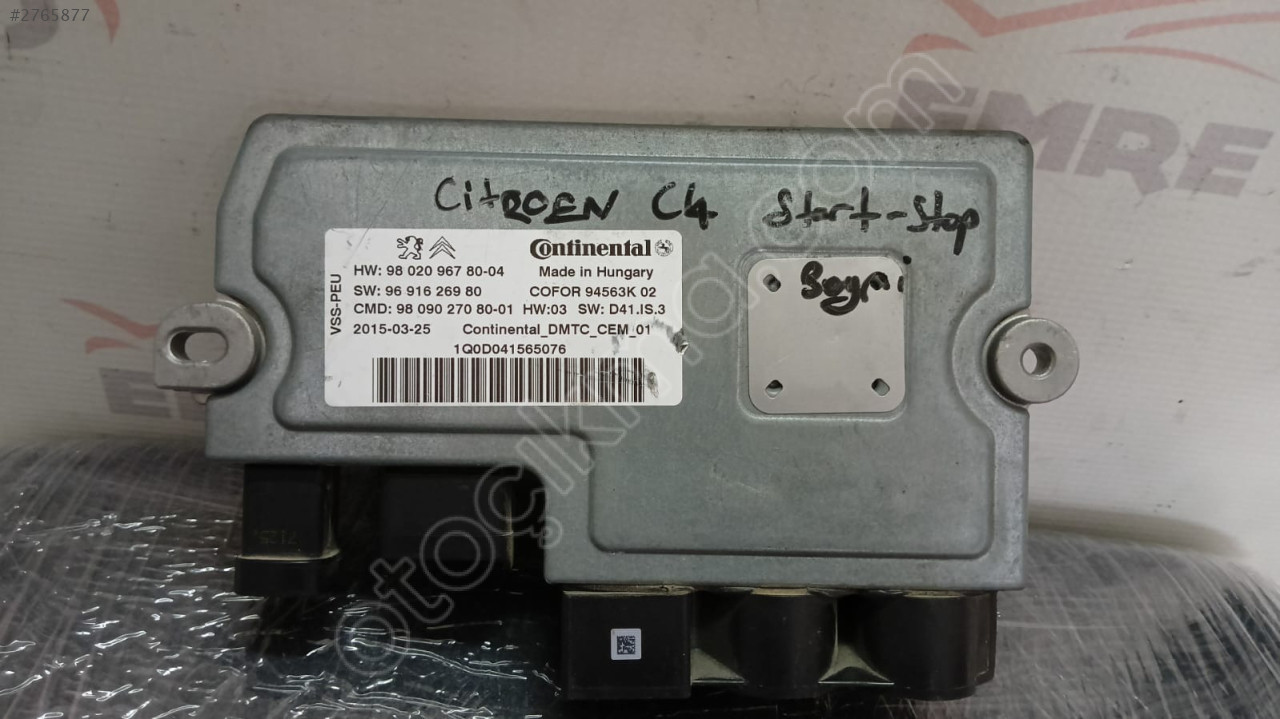 #2765877
EMRE
CitROEN C4 Start-Stop
Beyni
Continental
HW: 98 020 967 80-04 Made in Hungary
SW: 96 916 269 80 COFOR 94563K 02
CMD: 98 090 270 80-01 HW:03 SW: D41.IS.3
2015-03-25 Continental_DMTC_CEM_01
1Q0D041565076
VSS-PEU
otocikma.com